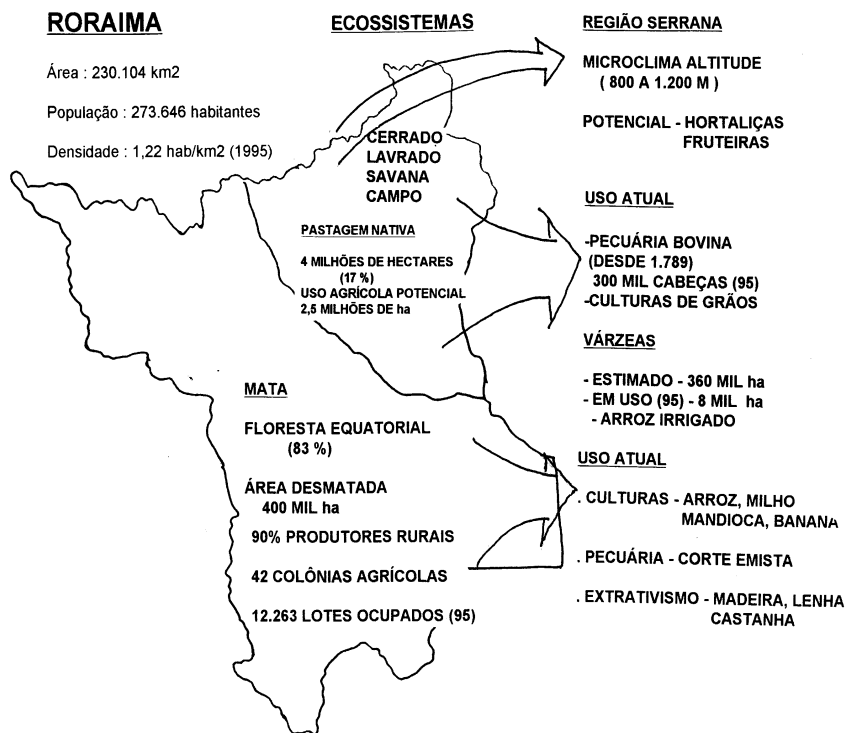 RORAIMA
Área : 230.104 km2
População : 273.646 habitantes
Densidade : 1,22 hab/km2 (1995)
ECOSSISTEMAS
CERRADO
LAVRADO
SAVANA
CAMPO
PASTAGEM NATIVA
4 MILHÕES DE HECTARES
(17 %)
USO AGRÍCOLA POTENCIAL
2,5 MILHÕES DE ha
MATA
FLORESTA EQUATORIAL
(83 %)
ÁREA DESMATADA
400 MIL ha
90% PRODUTORES RURAIS
42 COLÔNIAS AGRÍCOLAS
12.263 LOTES OCUPADOS (95)
REGIÃO SERRANA
MICROCLIMA ALTITUDE
( 800 A 1.200 M )
POTENCIAL - HORTALIÇAS
FRUTEIRAS
USO ATUAL
-PECUÁRIA BOVINA
(DESDE 1.789)
300 MIL CABEÇAS (95)
-CULTURAS DE GRÃOS
VÁRZEAS
- ESTIMADO - 360 MIL ha
- EM USO (95) - 8 MIL ha
- ARROZ IRRIGADO
USO ATUAL
. CULTURAS - ARROZ, MILHO
MANDIOCA, BANANA
. PECUÁRIA - CORTE EMISTA
. EXTRATIVISMO - MADEIRA, LENHA
CASTANHA